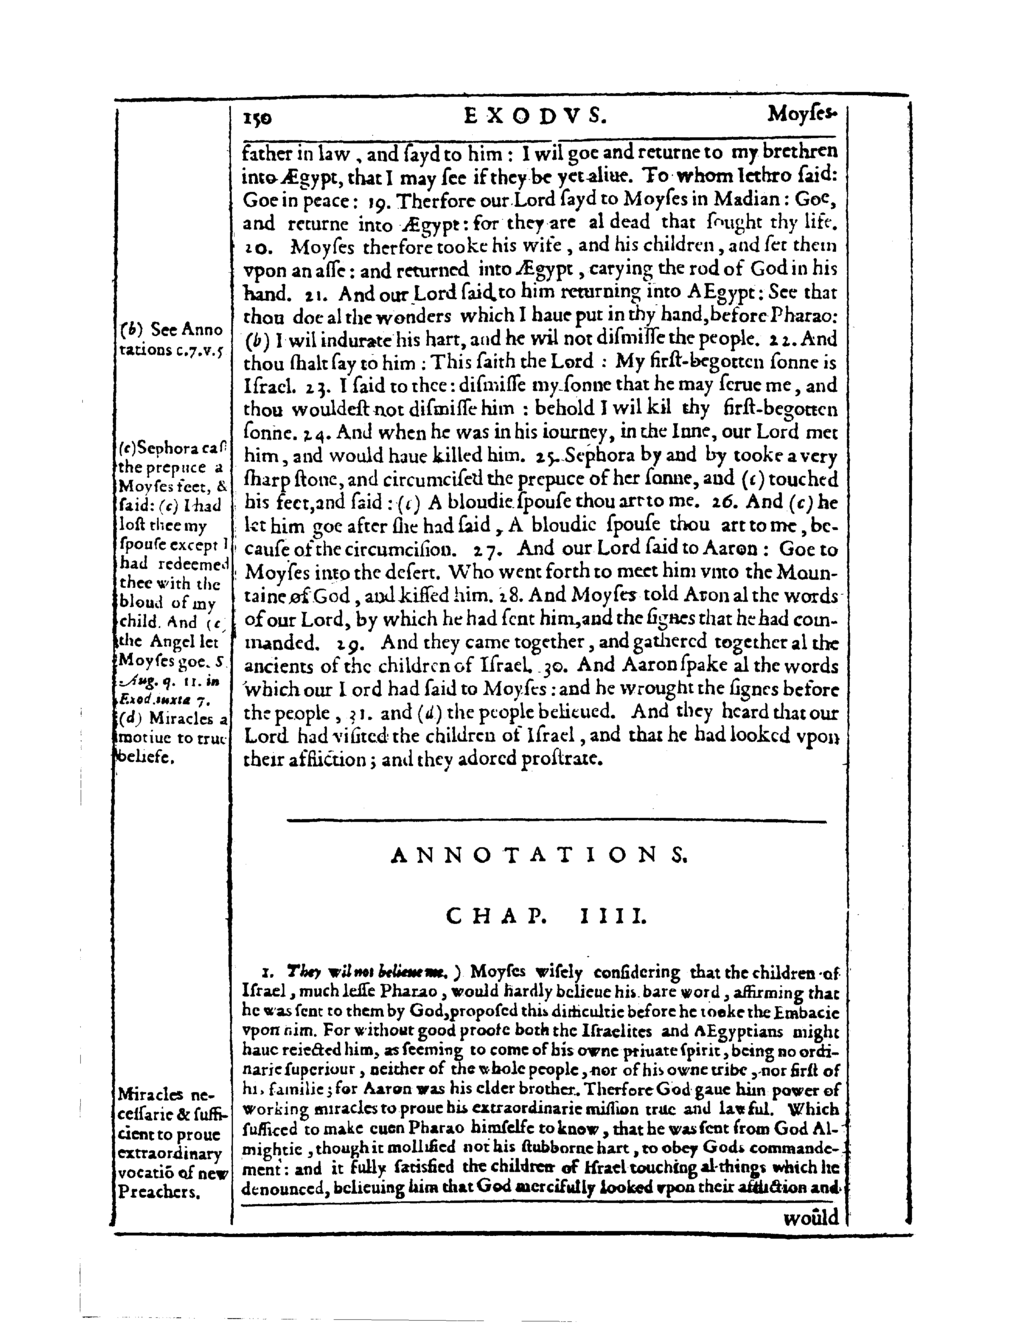 150 EXODVS. Moyſes
father in law, and ſayd to him: I wil goe and returne to my brethren
into Ægypt, that I may ſee if they be yet aliue. To whom Iethro ſaid:
Goe in peace: 19. Therfore our Lord ſayd to Moyſes in Madian: Goe,
and returne into Ægypt: for they are al dead that ſought thy life.
20. Moyſes therfore tooke his wife, and his children, and ſet them
vpon an aſſe: and returned into Ægypt, carying the rod of God in his
hand. 21. And our Lord ſaid to him returning into AEgypt: See that
thou doe al the wonders which I haue put in thy hand, before Pharao:
(b) I wil indurate his hart, and he wil not diſmiſſe the people. 22. And
thou ſhalt ſay to him: This ſaith the Lord: My firſt-begotten ſonne is
Iſrael. 23. I ſaid to thee: diſmiſſe my ſonne that he may ſerue me, and
thou wouldeſt not diſmiſſe him: behold I wil kil thy firſt-begotten
ſonne. 24. And when he was in his iourney, in the Inne, our Lord met
him, and would haue killed him. 25. Sephora by and by tooke a very
ſharp ſtone, and circumciſed the prepuce of her ſonne, and (c) touched
his feet, and ſaid: (c) A bloudie ſpouſe thou art to me. 26. And (c) he
let him goe after ſhe had ſaid, A bloudie ſpouſe thou art to me, be-
cauſe of the circumciſion. 27. And our Lord ſaid to Aaron: Goe to
Moyſes into the deſert. Who went forth to meet him vnto the Moun-
taine of God, and kiſſed him. 28. And Moyſes told Aron al the words
of our Lord, by which he had ſent him, and the ſignes that he had com-
manded. 29. And they came together, and gathered together al the
ancients of the children of Iſrael. 30. And Aaron ſpake al the words
which our Lord had ſaid to Moyſes: and he wrought the ſignes before
the people, 31. and (d) the people belieued. And they heard that our
Lord had viſited the children of Iſrael, and that he had looked vpon
their affliction; and they adored proſtrate.
(b) See Anno
tations c.7.v.5
(c) Sephora caſt
the prepuce a
Moyſes feet, &
ſaid: (c) I had
loſt thee my
ſpouſe except I
had redeemed
thee with the
bloud of my
child. And (c
the Angel let
Moyſes goe. S
Aug. q. 11. in
Exod. iuxta 7.
(d) Miracles a
motiue to true
beliefe.
ANNOTATIONS.
CHAP. IIII.
1. They wil not belieue me.) Moyſes wiſely conſidering that the children of
Iſrael, much leſſe Pharao, would hardly belieue his bare word, affirming that
he was ſent to them by God, propoſed this difficultie before he tooke the Embacie
vpon him. For without good proofe both the Iſraelites and AEgyptians might
haue reiected him, as ſeeming to come of his owne priuate ſpirit, being no ordi-
narie ſuperiour, neither of the whole people, nor of his owne tribe, nor firſt of
his familie; for Aaron was his elder brother. Therfore God gaue him power of
working miracles to proue his extraordinarie miſſion true and lawful. Which
ſufficed to make euen Pharao himſelfe to know, that he was ſent from God Al-
mightie, though it mollified not his ſtubborne hart, to obey Gods commande-
ment: and it fully ſatisfied the children of Iſrael touching al things which he
denounced, belieuing him that God mercifully looked vpon their affliction and
would
Miracles ne-
ceſſarie & ſuffi-
cient to proue
extraordinary
vocatiō of new
Preachers.